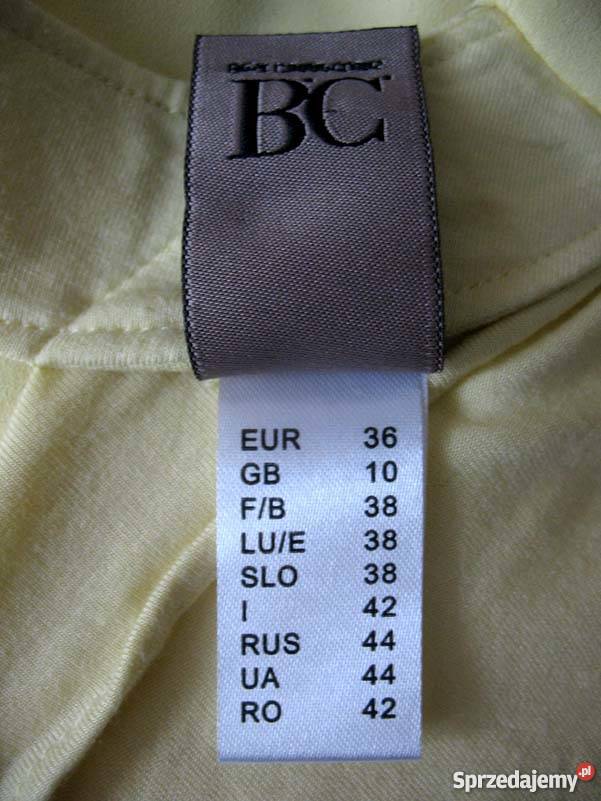 BC
EUR 36
GB 10
F/B 38
LU/E 38
SLO 38
I 42
RUS 44
UA 44
RO 42
Sprzedajemy.pl